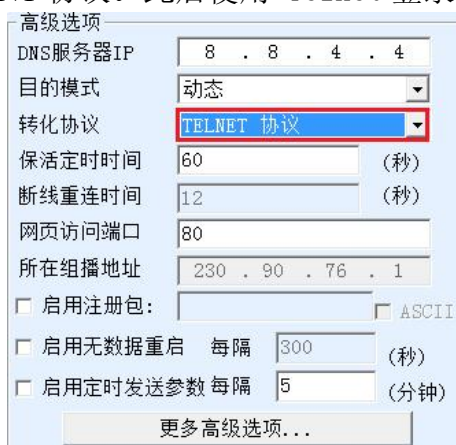 高级选项
DNS服务器IP 8 . 8 . 4 . 4
目的模式 动态
转化协议 TELNET 协议
保活定时时间 60 (秒)
断线重连时间 12 (秒)
网页访问端口 80
所在组播地址 230 . 90 . 76 . 1
启用注册包: ASCII
启用无数据重启 每隔 300 (秒)
启用定时发送参数 每隔 5 (分钟)
更多高级选项...